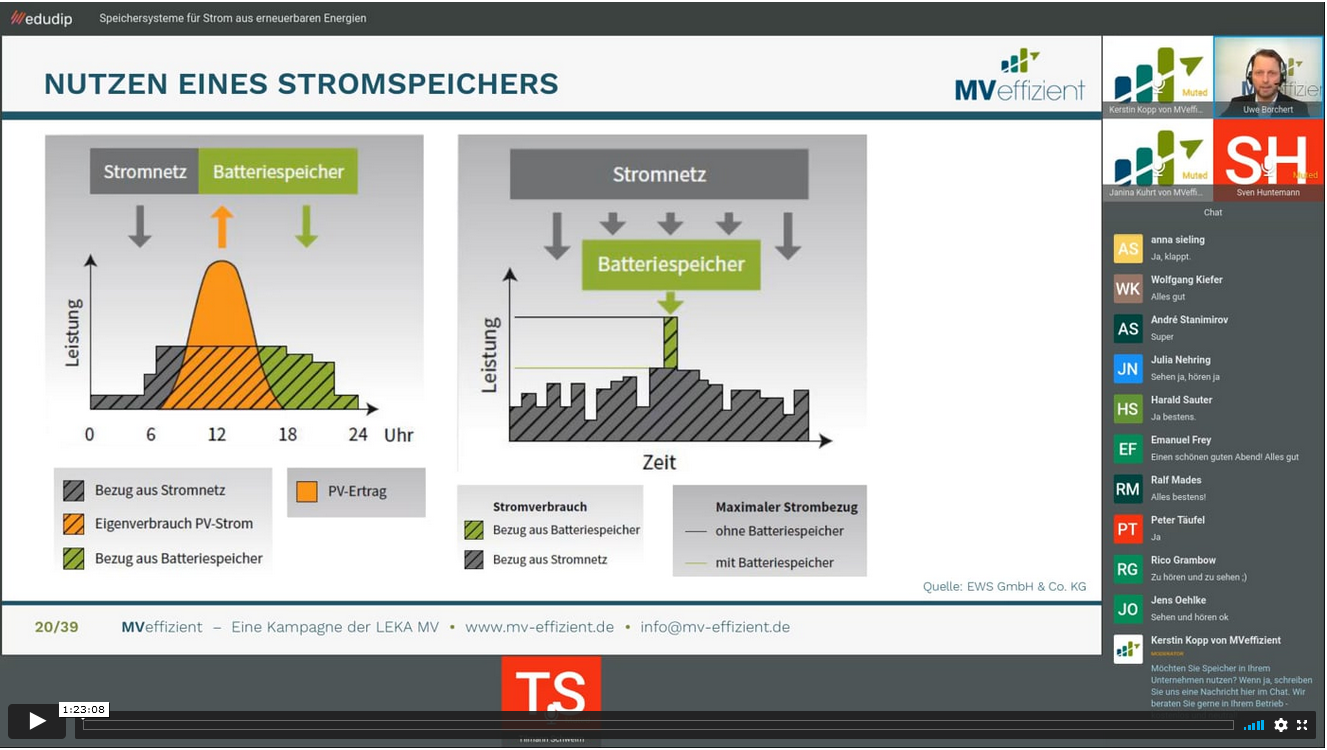 edudip
Speichersysteme für Strom aus erneuerbaren Energien
NUTZEN EINES STROMSPEICHERS
MVeffizient
Stromnetz
Batteriespeicher
Leistung
0 6 12 18 24 Uhr
Bezug aus Stromnetz
Eigenverbrauch PV-Strom
Bezug aus Batteriespeicher
PV-Ertrag
Stromnetz
Batteriespeicher
Leistung
Zeit
Stromverbrauch
Bezug aus Batteriespeicher
Bezug aus Stromnetz
Maximaler Strombezug
ohne Batteriespeicher
mit Batteriespeicher
Quelle: EWS GmbH & Co. KG
20/39 MVeffizient – Eine Kampagne der LEKA MV • www.mv-effizient.de • info@mv-effizient.de
Muted
Kerstin Kopp von MVeffi...
Uwe Borchert
Muted
Janina Kuhrt von MVeffi...
SH
Muted
Sven Huntemann
Chat
AS
anna sieling
Ja, klappt.
WK
Wolfgang Kiefer
Alles gut
AS
André Stanimirov
Super
JN
Julia Nehring
Sehen ja, hören ja
HS
Harald Sauter
Ja bestens.
EF
Emanuel Frey
Einen schönen guten Abend! Alles gut
RM
Ralf Mades
Alles bestens!
PT
Peter Täufel
Ja
RG
Rico Grambow
Zu hören und zu sehen ;)
JO
Jens Oehlke
Sehen und hören ok
Kerstin Kopp von MVeffizient
MODERATOR
Möchten Sie Speicher in Ihrem
Unternehmen nutzen? Wenn ja, schreiben
Sie uns eine Nachricht hier im Chat. Wir
beraten Sie gerne in Ihrem Betrieb -
TS
1:23:08